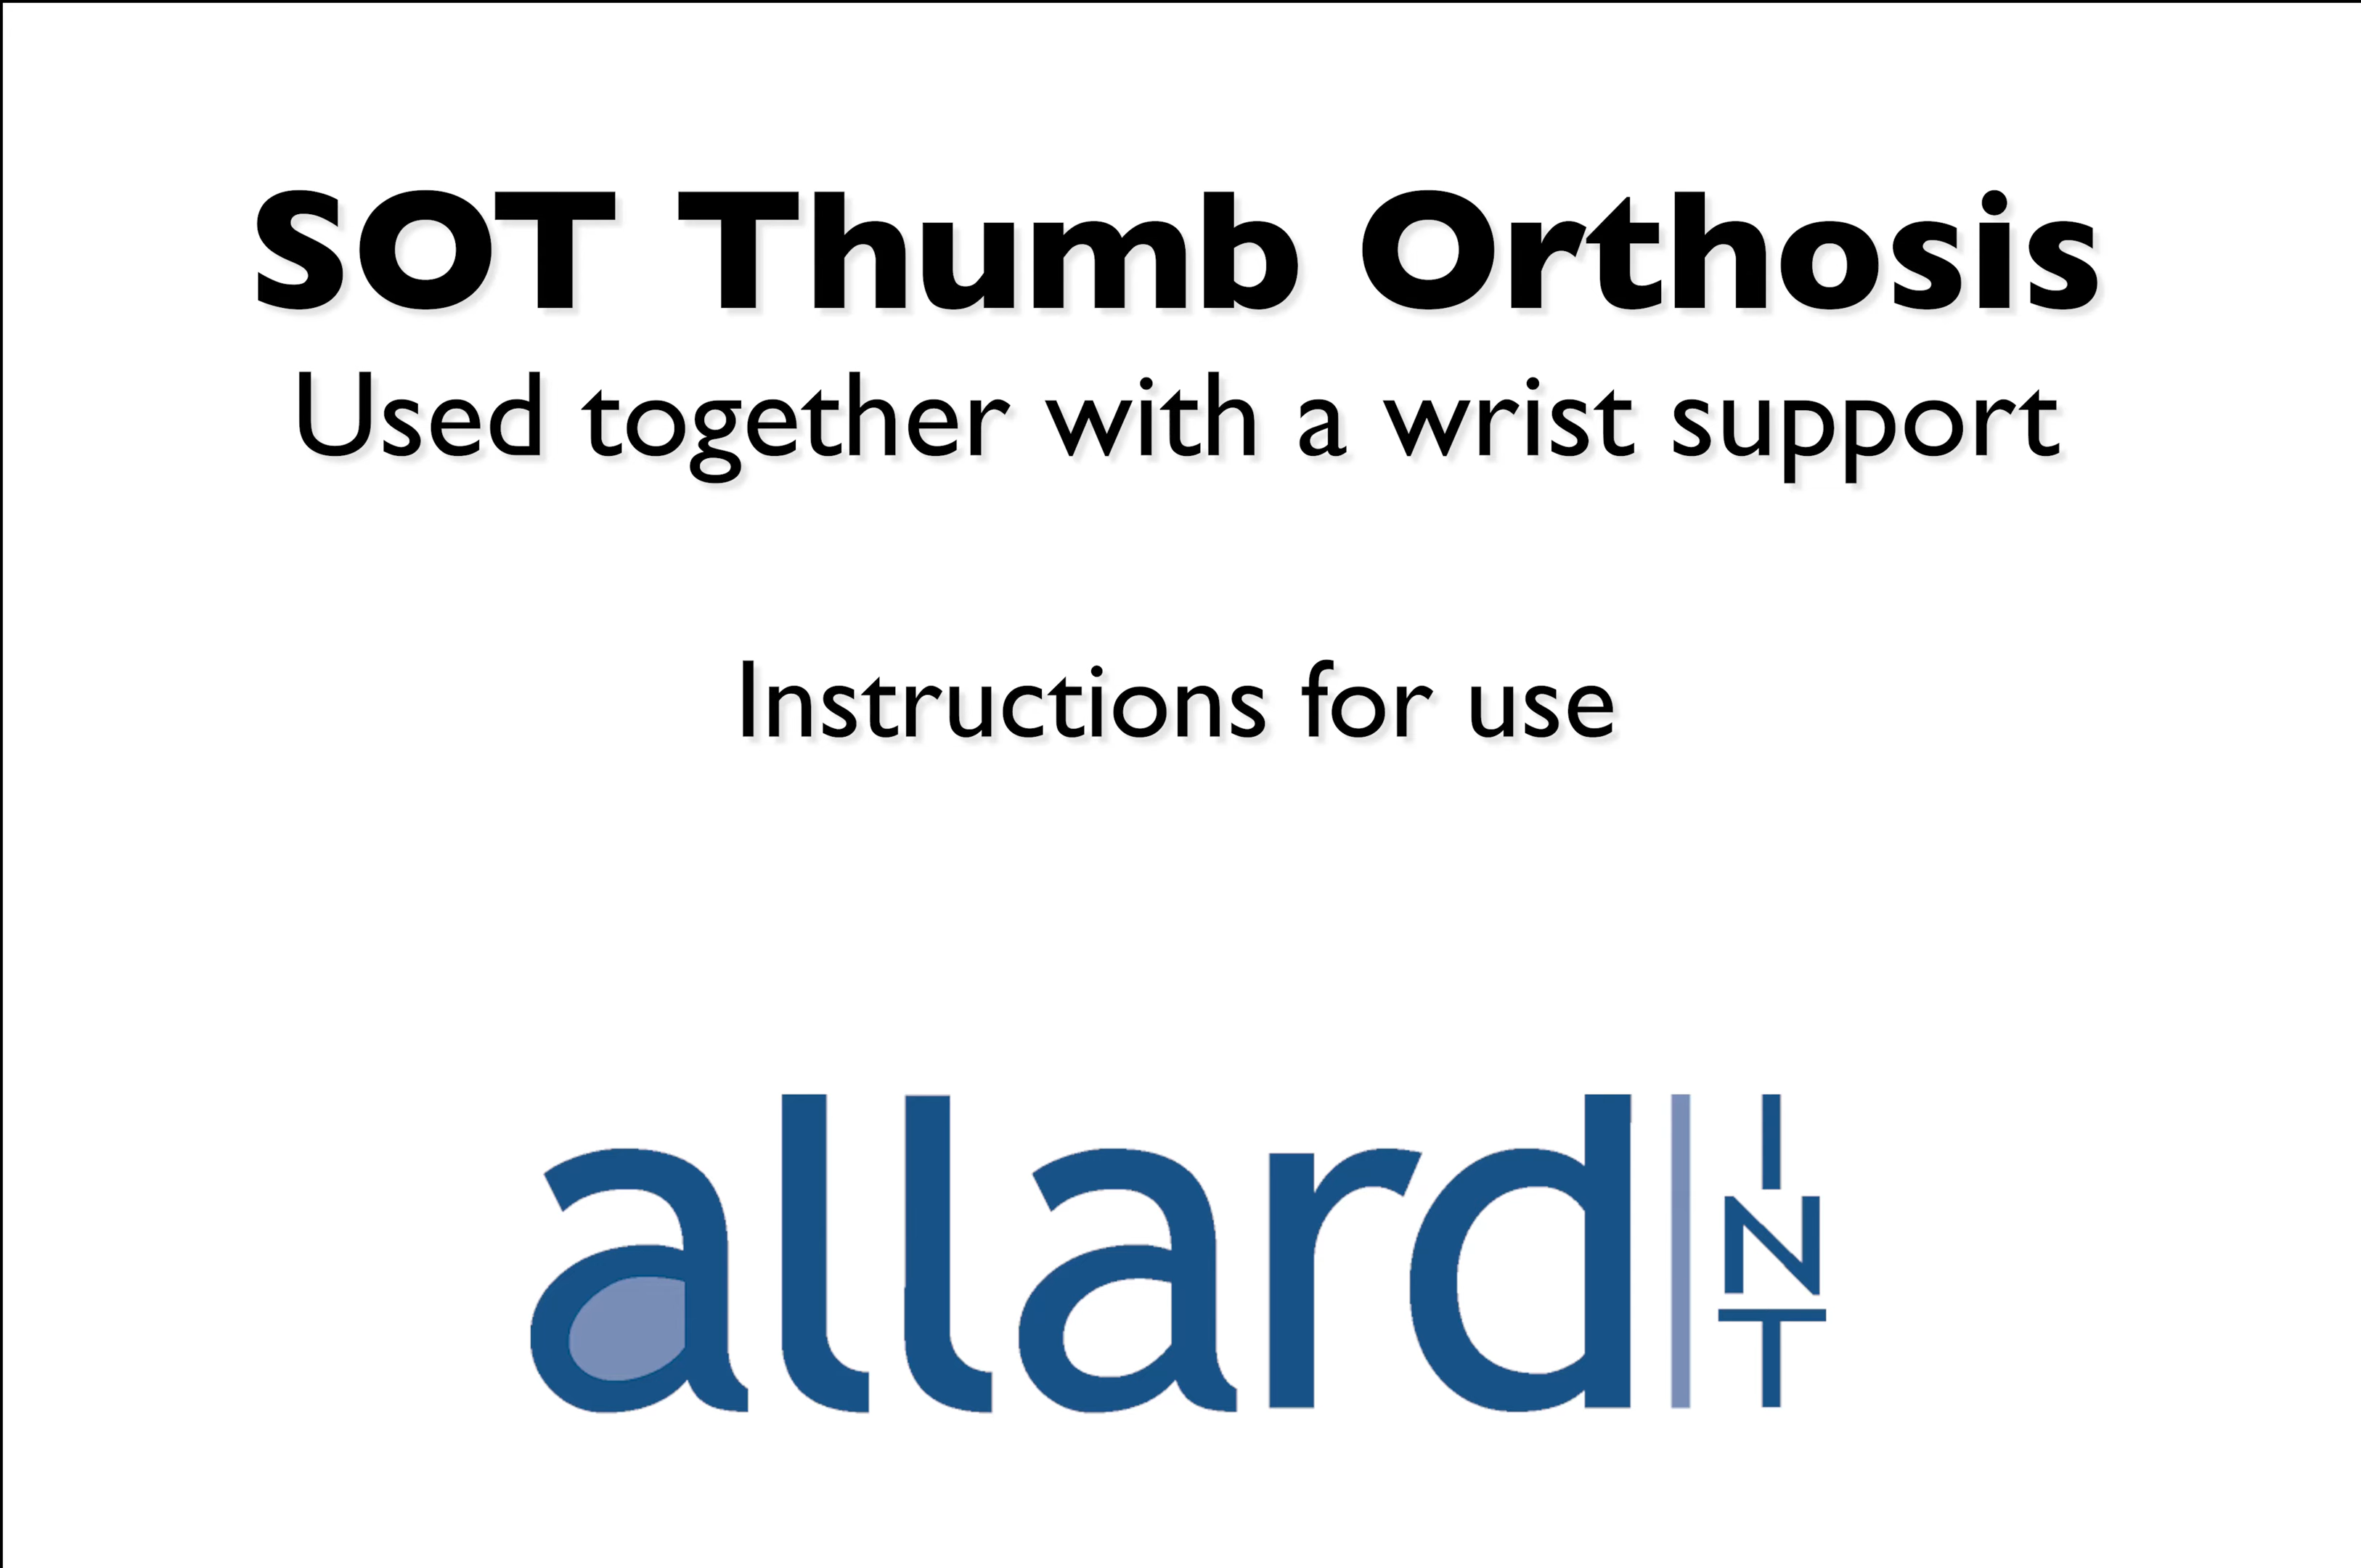 SOT Thumb Orthosis
Used together with a wrist support
Instructions for use
allard INT